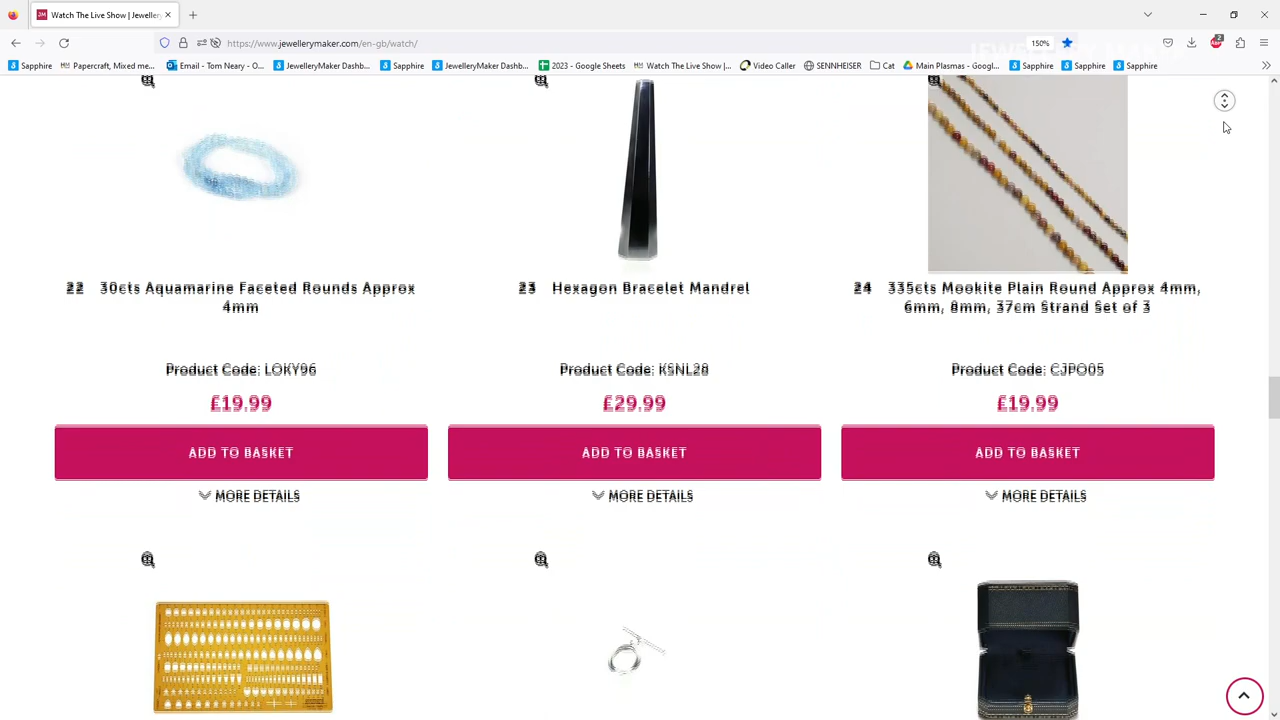 Watch The Live Show | Jeweller
https://www.jewellerymaker.com/
gb/watch/
150%
2
Sapphire
Papercraft, Mixed me...
Email - Tom Neary - O...
JewelleryMaker Dashb...
Sapphire
JewelleryMaker Dashb...
2023 - Google Sheets
Watch The Live Show |...
Video Caller
SENNHEISER
Cat
Main Plasmas - Googl...
Sapphire
Sapphire
Sapphire
22 30cts Aquamarine Faceted Rounds Approx
4mm
Product Code: LOKY96
£19.99
ADD TO BASKET
MORE DETAILS
23 Hexagon Bracelet Mandrel
Product Code: KSNL28
£29.99
ADD TO BASKET
MORE DETAILS
24 335cts Mookite Plain Round Approx 4mm,
6mm, 8mm, 37cm Strand Set of 3
Product Code: CJPO05
£19.99
ADD TO BASKET
MORE DETAILS